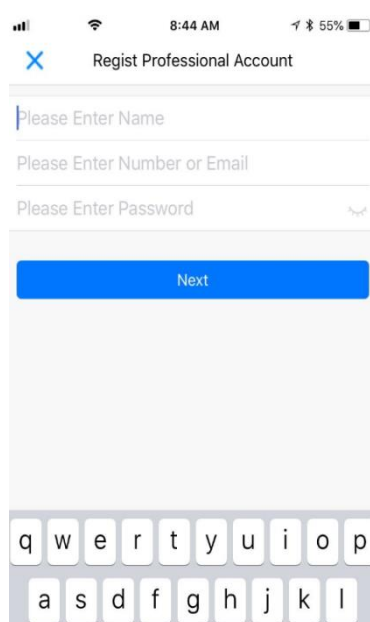 8:44 AM 55%
Regist Professional Account
Please Enter Name
Please Enter Number or Email
Please Enter Password
Next
q w e r t y u i o p
a s d f g h j k l